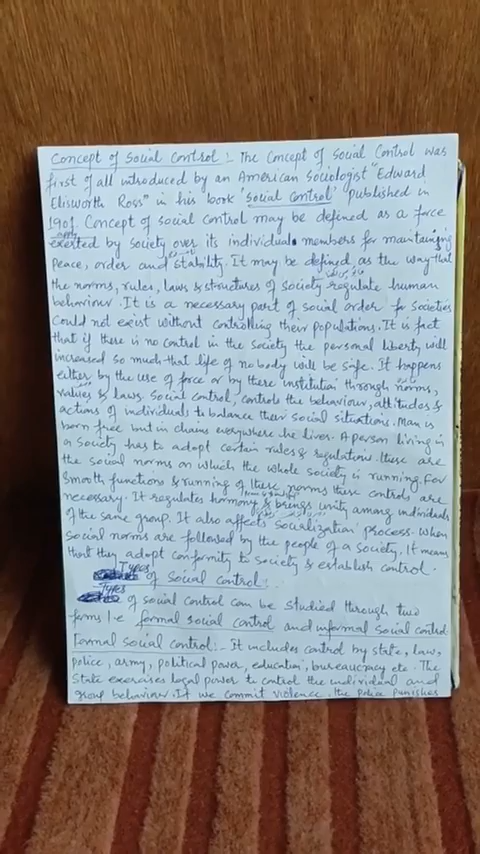 Concept of Social Control :- The Concept of Social "Control was
first of all introduced by an American Sociologist "Edward
Elisworth Ross" in his book 'Social Control' published in
1901. Concept of social control may be defined as a force
exerted by society over its individual members for maintaining
Peace, order and stability. It may be defined as the way that
the norms, rules, laws & structures of society regulate human
behaviour. It is a necessary part of social order for societies
Could not exist without controlling their populations. It is fact
that if there is no control in the society the personal liberty will
increased so much that life of nobody will be safe. It happens
either by the use of force or by there institution through norms,
values & laws. Social control, controls the behaviour, attitudes &
actions of individuals to balance their social situations. Man is
born free but in chains everywhere he lives. A person living in
a society has to adopt certain rules & regulations. These are
the social norms on which the whole society is running. For
Smooth functions & running of these norms these controls are
necessary. It regulates harmony & brings unity among individuals
of the same group. It also affects Socialization process. When
Social norms are followed by the people of a society. It means
that they adopt conformity to society & establish control.
Types of Social Control:
Types of social control can be studied through two
forms i.e formal social control and informal social control.
Formal Social Control:- It includes control by state, law,
police, army, political power, education, bureaucracy etc. The
State exercises legal power to control the individual and
group behaviour. If we commit violence, the police punishes